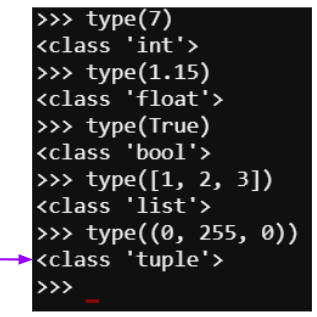 >>> type(7)
<class 'int'>
>>> type(1.15)
<class 'float'>
>>> type(True)
<class 'bool'>
>>> type([1, 2, 3])
<class 'list'>
>>> type((0, 255, 0))
<class 'tuple'>
>>> _